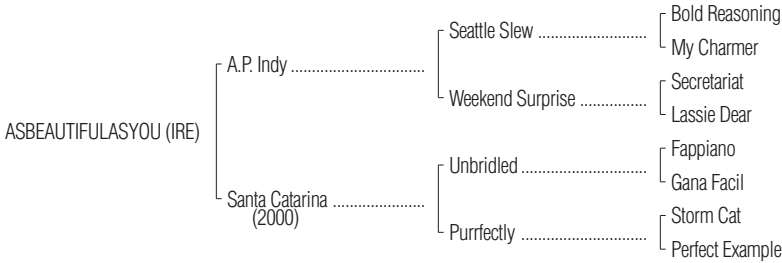 Bold Reasoning
Seattle Slew ..........................
My Charmer
A.P. Indy ................................
Secretariat
Weekend Surprise ................
Lassie Dear
ASBEAUTIFULASYOU (IRE)
Fappiano
Unbridled ..............................
Gana Facil
Santa Catarina ......................
(2000)
Storm Cat
Purrfectly ..............................
Perfect Example